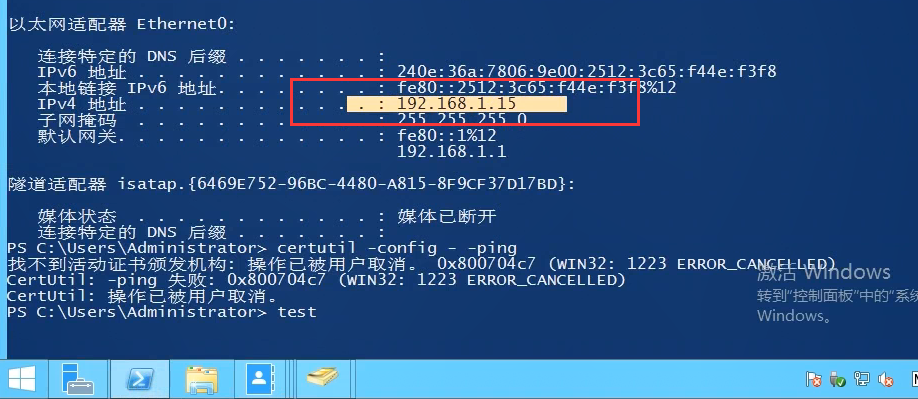 以太网适配器 Ethernet0:
连接特定的 DNS 后缀 . . . . . . . :
IPv6 地址 . . . . . . . . . . . . : 240e:36a:7806:9e00:2512:3c65:f44e:f3f8
本地链接 IPv6 地址. . . . . . . . : fe80::2512:3c65:f44e:f3f8%12
IPv4 地址 . . . . . . . . . . . . : 192.168.1.15
子网掩码 . . . . . . . . . . . . : 255.255.255.0
默认网关. . . . . . . . . . . . . : fe80::1%12
192.168.1.1
隧道适配器 isatap.{6469E752-96BC-4480-A815-8F9CF37D17BD}:
媒体状态 . . . . . . . . . . . . : 媒体已断开
连接特定的 DNS 后缀 . . . . . . . :
PS C:\Users\Administrator> certutil -config - -ping
找不到活动证书颁发机构: 操作已被用户取消。 0x800704c7 (WIN32: 1223 ERROR_CANCELLED)
CertUtil: -ping 失败: 0x800704c7 (WIN32: 1223 ERROR_CANCELLED)
CertUtil: 操作已被用户取消。
PS C:\Users\Administrator> test
激活 Windows
转到"控制面板"中的"系统
Windows。